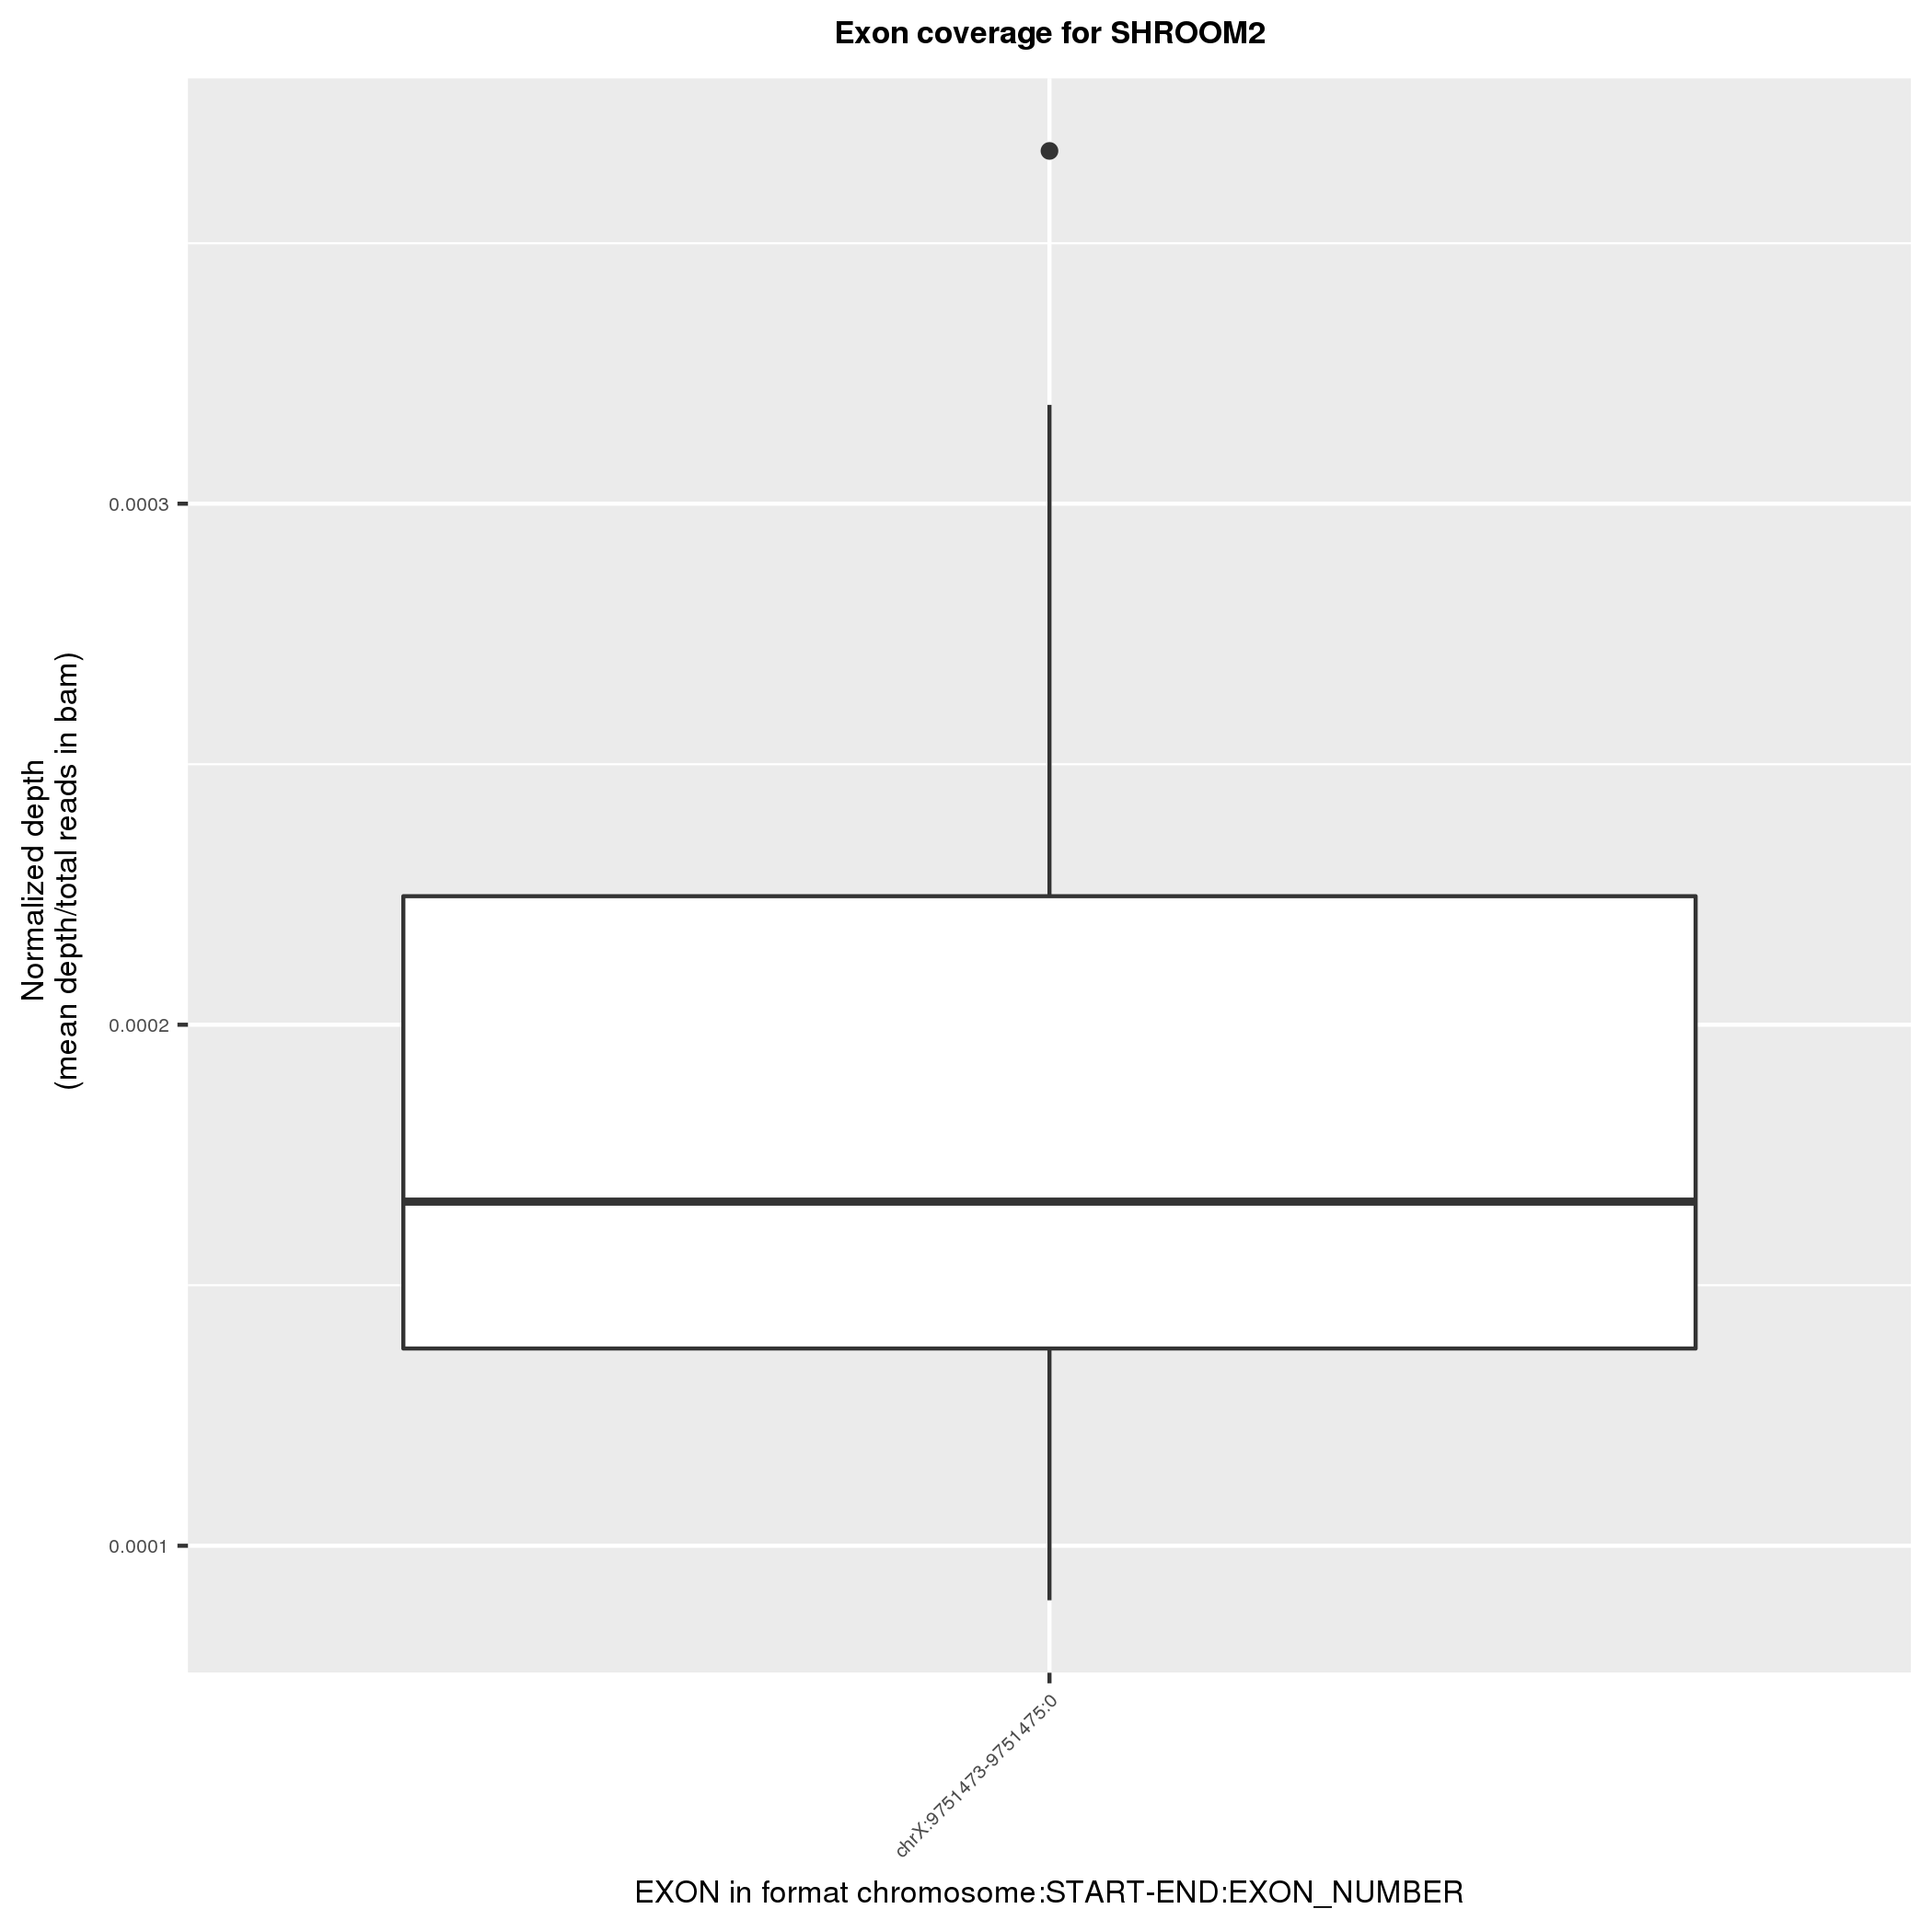 Exon coverage for SHROOM2
Normalized depth
(mean depth/total reads in bam)
0.0003
0.0002
0.0001
chrX:9751473-9751475:0
EXON in format chromosome:START-END:EXON_NUMBER